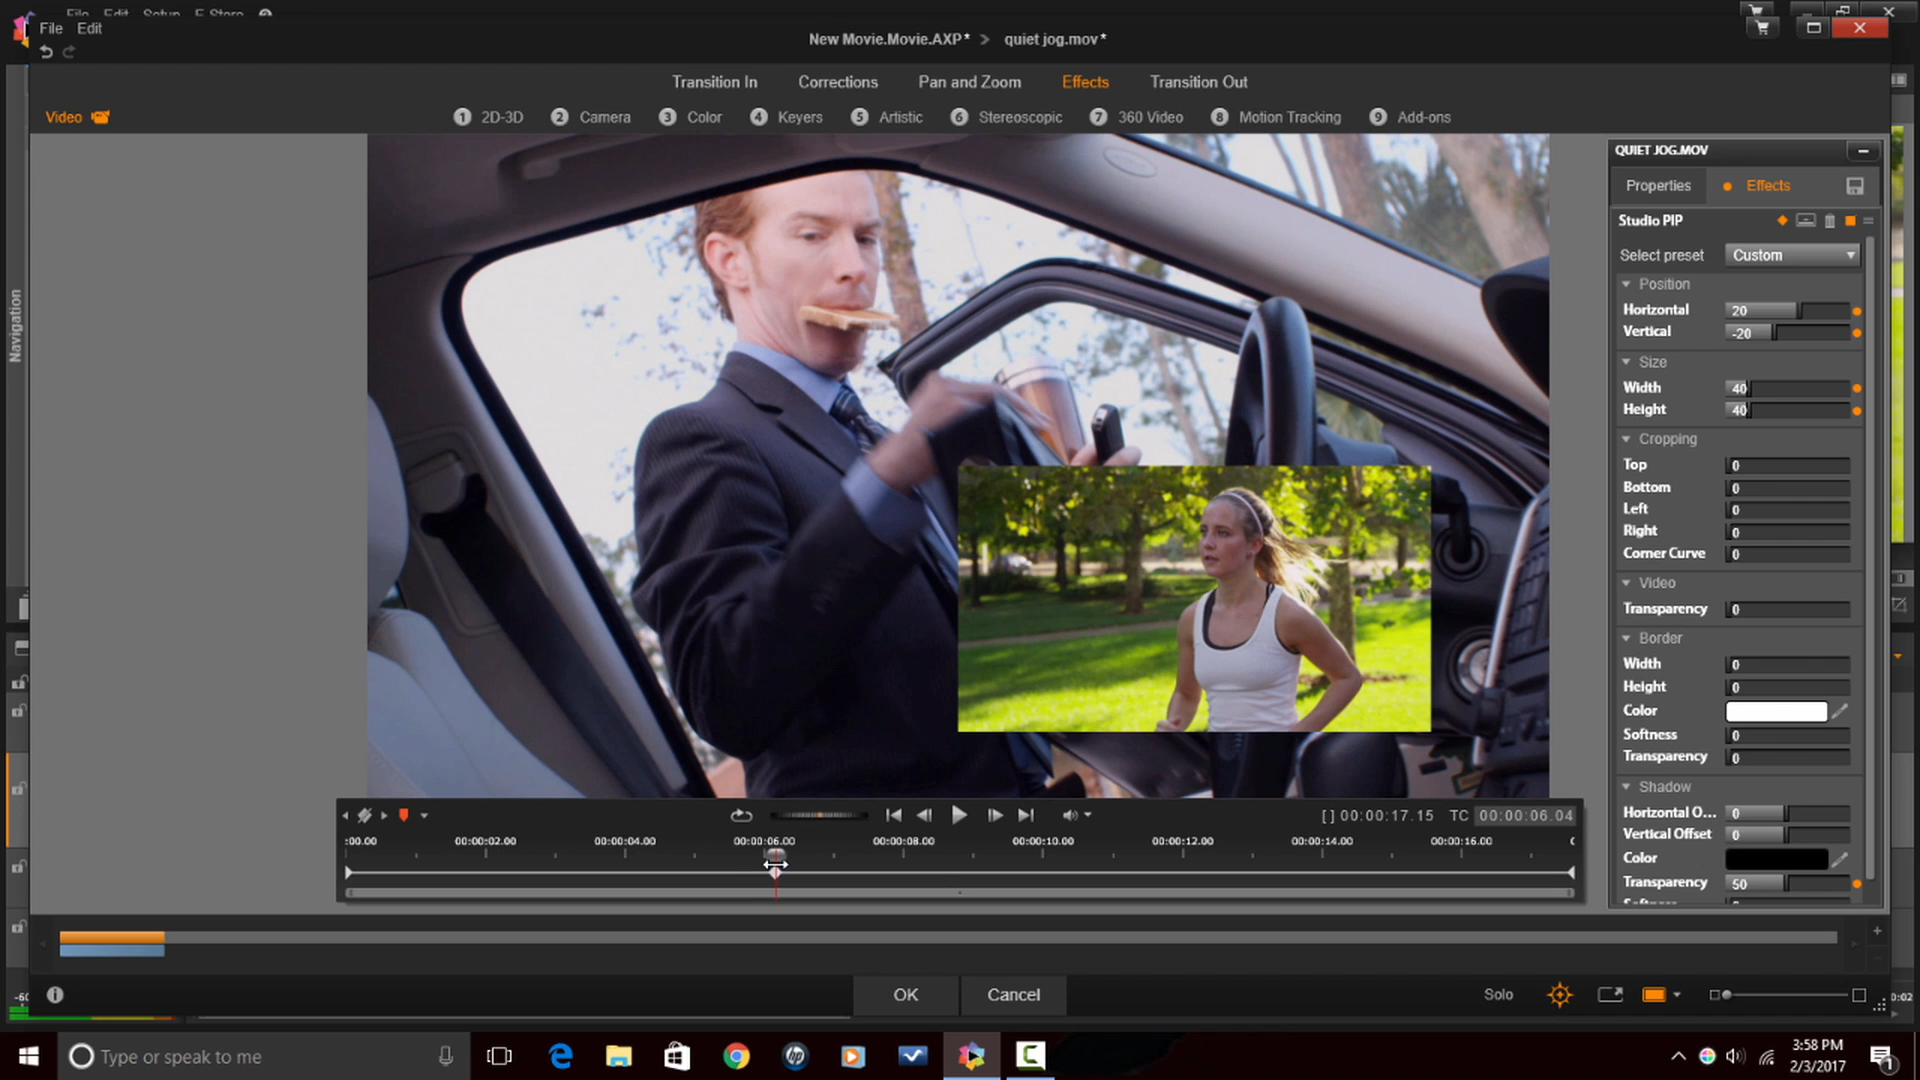 File Edit Setup E-Store
File Edit
New Movie.Movie.AXP* > quiet jog.mov*
Transition In Corrections Pan and Zoom Effects Transition Out
Video 1 2D-3D 2 Camera 3 Color 4 Keyers 5 Artistic 6 Stereoscopic 7 360 Video 8 Motion Tracking 9 Add-ons
Navigation
QUIET JOG.MOV
Properties Effects
Studio PIP
Select preset Custom
Position
Horizontal 20
Vertical -20
Size
Width 40
Height 40
Cropping
Top 0
Bottom 0
Left 0
Right 0
Corner Curve 0
Video
Transparency 0
Border
Width 0
Height 0
Color
Softness 0
Transparency 0
Shadow
Horizontal O... 0
Vertical Offset 0
Color
Transparency 50
[] 00:00:17.15 TC 00:00:06.04
:00.00 00:00:02.00 00:00:04.00 00:00:06.00 00:00:08.00 00:00:10.00 00:00:12.00 00:00:14.00 00:00:16.00
OK Cancel Solo
-60
0:02
Type or speak to me
3:58 PM
2/3/2017
1